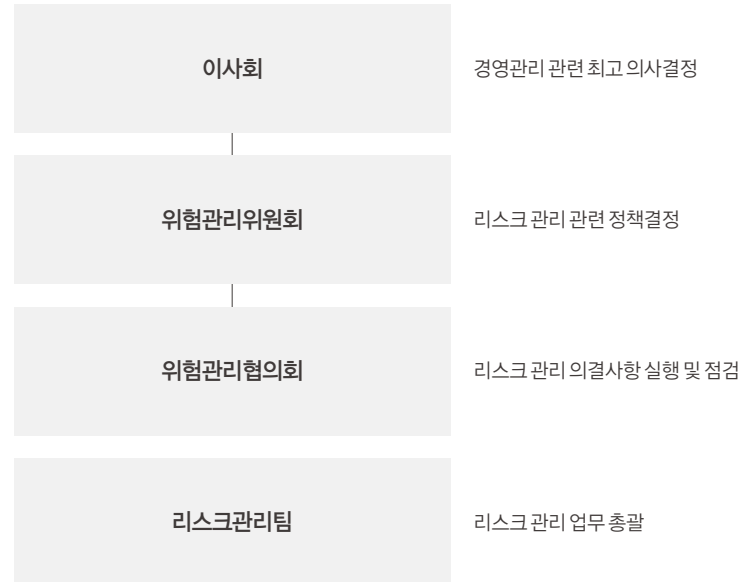 이사회
경영관리 관련 최고 의사결정
위험관리위원회
리스크 관리 관련 정책결정
위험관리협의회
리스크 관리 의결사항 실행 및 점검
리스크관리팀
리스크 관리 업무 총괄